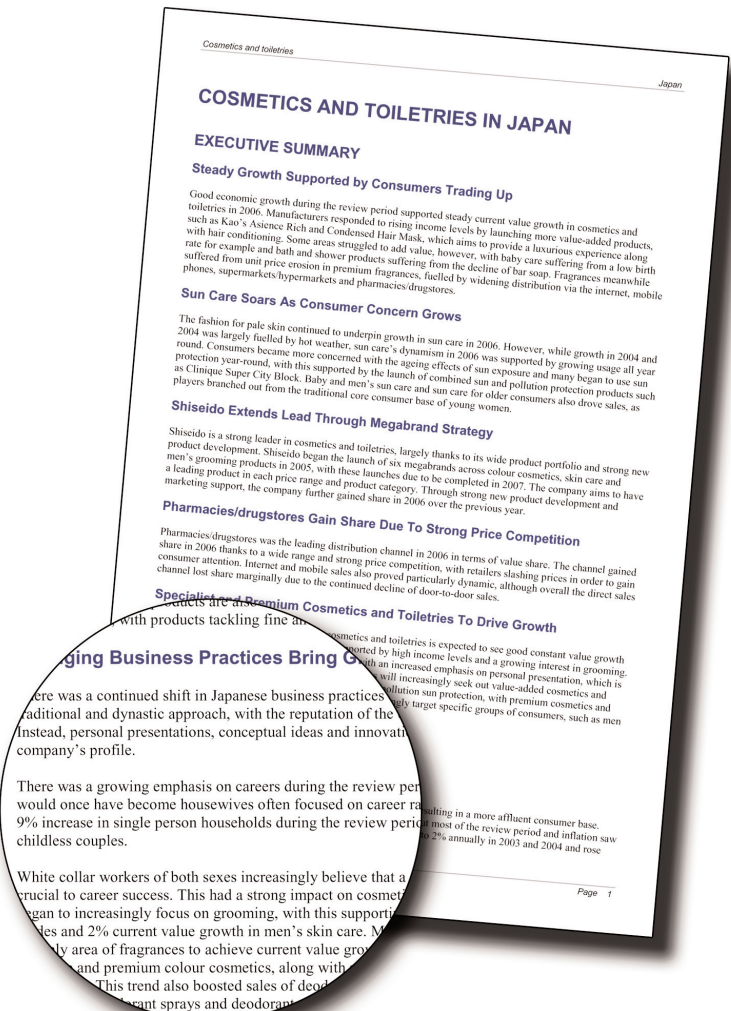 Cosmetics and toiletries
Japan
COSMETICS AND TOILETRIES IN JAPAN
EXECUTIVE SUMMARY
Steady Growth Supported by Consumers Trading Up
Good economic growth during the review period supported steady current value growth in cosmetics and
toiletries in 2006. Manufacturers responded to rising income levels by launching more value-added products,
such as Kao's Asience Rich and Condensed Hair Mask, which aims to provide a luxurious experience along
with hair conditioning. Some areas struggled to add value, however, with baby care suffering from a low birth
rate for example and bath and shower products suffering from the decline of bar soap. Fragrances meanwhile
suffered from unit price erosion in premium fragrances, fuelled by widening distribution via the internet, mobile
phones, supermarkets/hypermarkets and pharmacies/drugstores.
Sun Care Soars As Consumer Concern Grows
The fashion for pale skin continued to underpin growth in sun care in 2006. However, while growth in 2004 and
2004 was largely fuelled by hot weather, sun care's dynamism in 2006 was supported by growing usage all year
round. Consumers became more concerned with the ageing effects of sun exposure and many began to use sun
protection year-round, with this supported by the launch of combined sun and pollution protection products such
as Clinique Super City Block. Baby and men's sun care and sun care for older consumers also drove sales, as
players branched out from the traditional core consumer base of young women.
Shiseido Extends Lead Through Megabrand Strategy
Shiseido is a strong leader in cosmetics and toiletries, largely thanks to its wide product portfolio and strong new
product development. Shiseido began the launch of six megabrands across colour cosmetics, skin care and
men's grooming products in 2005, with these launches due to be completed in 2007. The company aims to have
a leading product in each price range and product category. Through strong new product development and
marketing support, the company further gained share in 2006 over the previous year.
Pharmacies/drugstores Gain Share Due To Strong Price Competition
Pharmacies/drugstores was the leading distribution channel in 2006 in terms of value share. The channel gained
share in 2006 thanks to a wide range and strong price competition, with retailers slashing prices in order to gain
consumer attention. Internet and mobile sales also proved particularly dynamic, although overall the direct sales
channel lost share marginally due to the continued decline of door-to-door sales.
Specialist and Premium Cosmetics and Toiletries To Drive Growth
cosmetics and toiletries is expected to see good constant value growth
by high income levels and a growing interest in grooming.
an increased emphasis on personal presentation, which is
will increasingly seek out value-added cosmetics and
pollution sun protection, with premium cosmetics and
target specific groups of consumers, such as men
in a more affluent consumer base.
most of the review period and inflation saw
to 2% annually in 2003 and 2004 and rose
Page 1
products are also
with products tackling fine
Business Practices Bring
was a continued shift in Japanese business practices
and dynastic approach, with the reputation of the
Instead, personal presentations, conceptual ideas and
company's profile.
There was a growing emphasis on careers during the review
would once have become housewives often focused on career
9% increase in single person households during the review
childless couples.
White collar workers of both sexes increasingly believe that a
crucial to career success. This had a strong impact on
began to increasingly focus on grooming, with this
and 2% current value growth in men's skin care.
area of fragrances to achieve current value
and premium colour cosmetics, along with
This trend also boosted sales of
sprays and deodorant